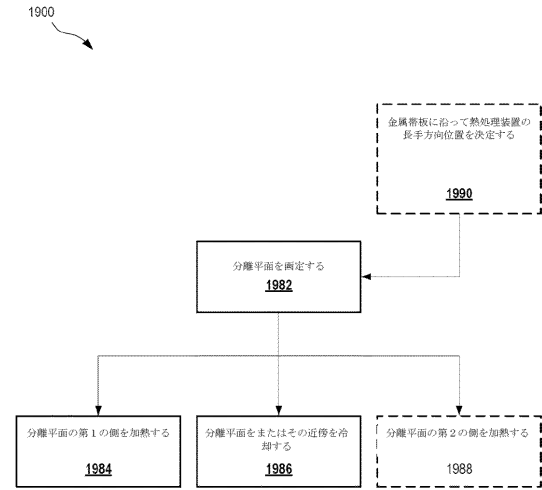 1900
金属帯板に沿って熱処理装置の
長手方向位置を決定する
1990
分離平面を画定する
1982
分離平面の第1の側を加熱する
1984
分離平面をまたはその近傍を冷
却する
1986
分離平面の第2の側を加熱する
1988